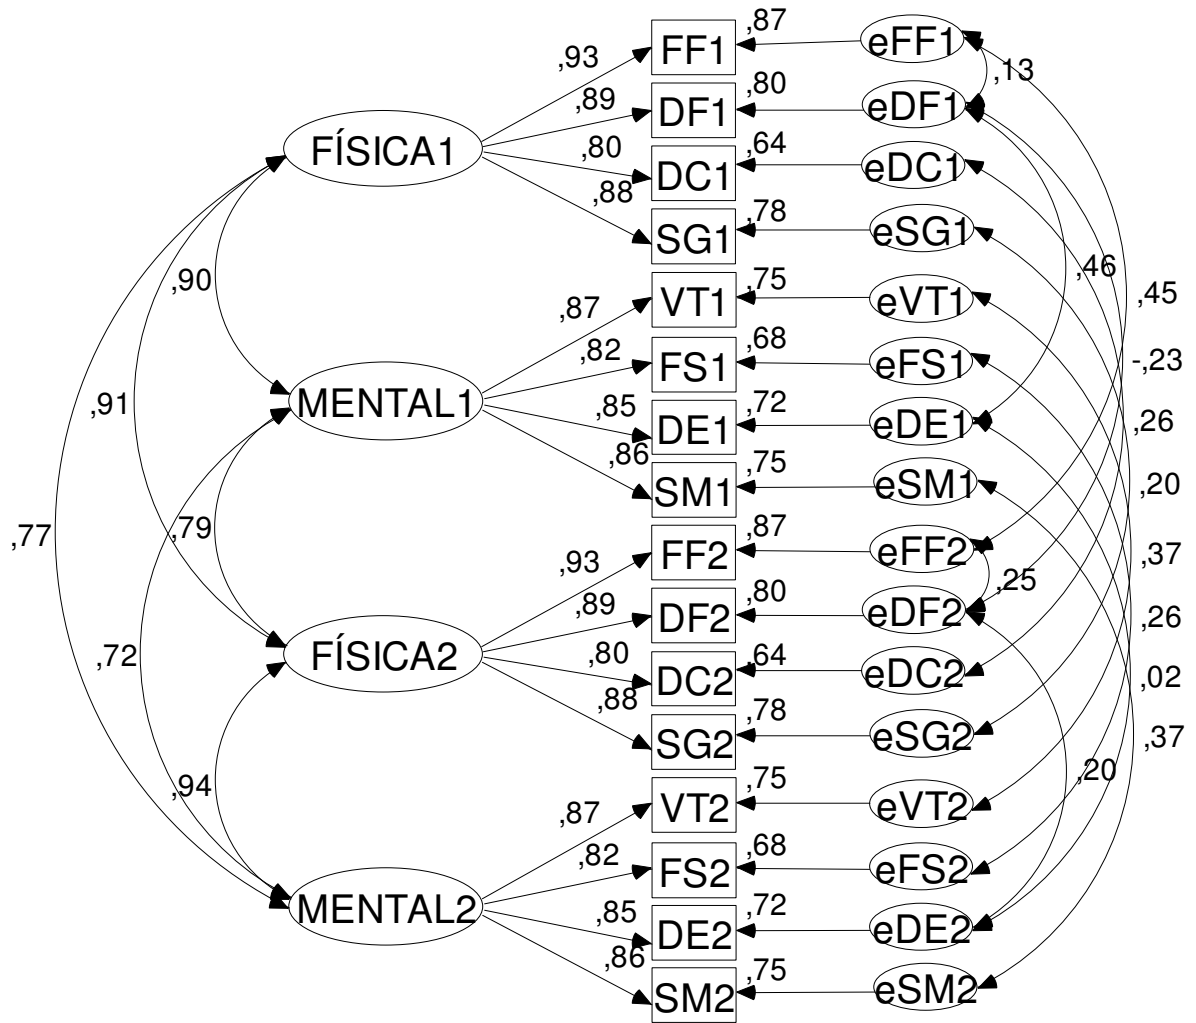 ,87
FF1
eFF1
,93
,13
,80
DF1
eDF1
,89
FÍSICA1
,80
,64
DC1
eDC1
,88
,78
SG1
eSG1
,90
,46
,75
VT1
eVT1
,45
,87
,68
FS1
eFS1
-,23
,82
,91
MENTAL1
,85
,72
DE1
eDE1
,26
,86
,75
SM1
eSM1
,20
,77
,79
,87
FF2
eFF2
,37
,93
,25
,80
DF2
eDF2
,26
,89
,72
FÍSICA2
,80
,64
DC2
eDC2
,02
,88
,78
SG2
eSG2
,37
,94
,20
,75
VT2
eVT2
,87
,68
FS2
eFS2
,82
MENTAL2
,85
,72
DE2
eDE2
,86
,75
SM2
eSM2